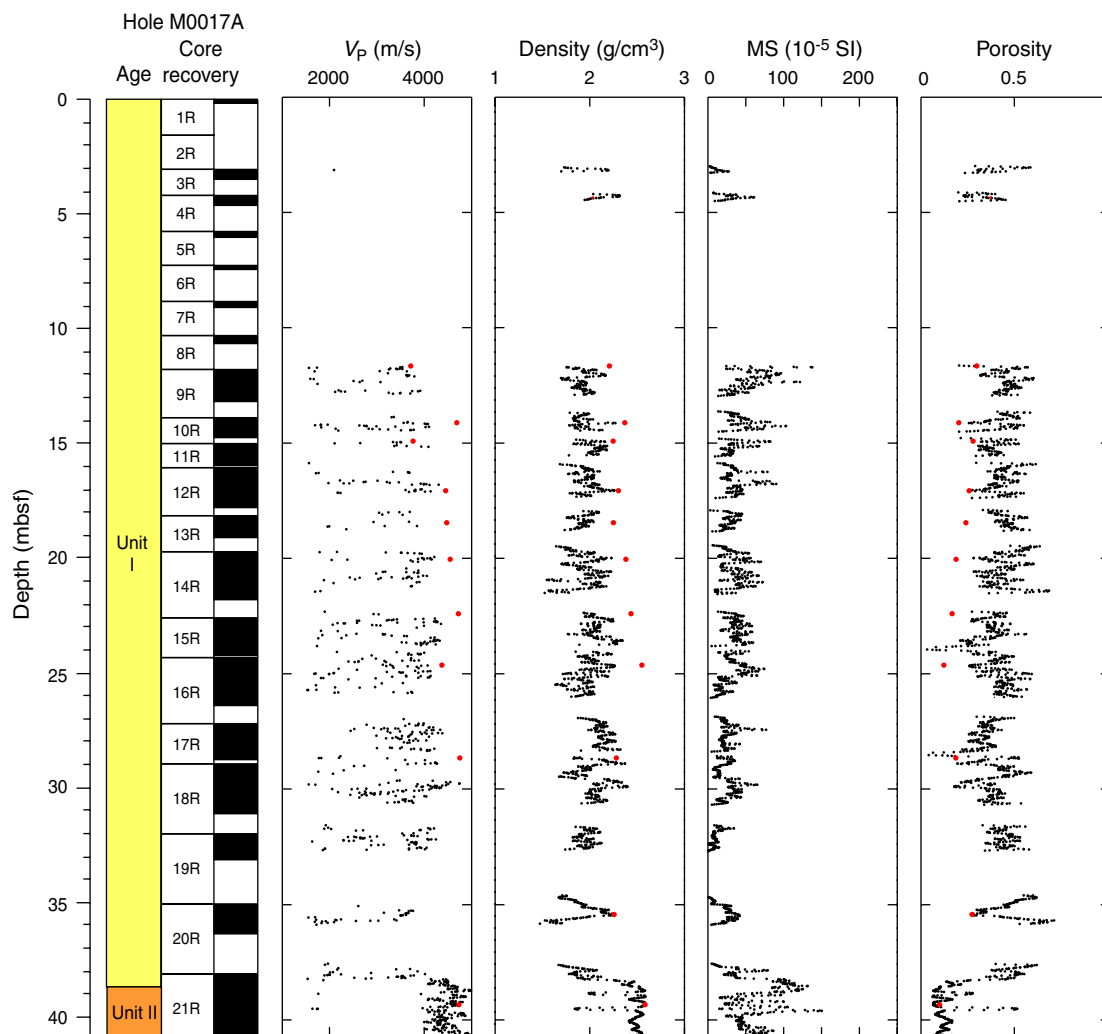 Hole M0017A
Age
Core recovery
V_P (m/s)
Density (g/cm³)
MS (10⁻⁵ SI)
Porosity
2000 4000
1 2 3
0 100 200
0 0.5
Depth (mbsf)
0
5
10
15
20
25
30
35
40
Unit I
Unit II
1R
2R
3R
4R
5R
6R
7R
8R
9R
10R
11R
12R
13R
14R
15R
16R
17R
18R
19R
20R
21R